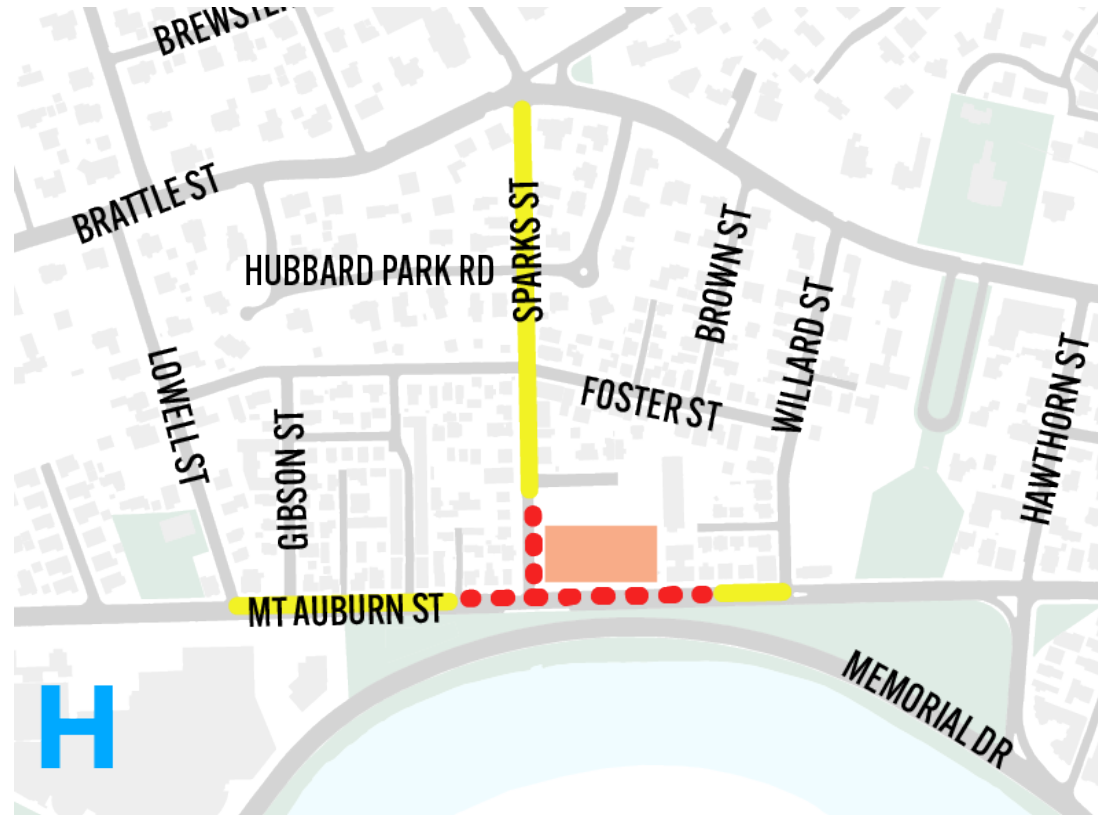 BREWSTER
BRATTLE ST
SPARKS ST
HUBBARD PARK RD
BROWN ST
WILLARD ST
LOWELL ST
FOSTER ST
HAWTHORN ST
GIBSON ST
MT AUBURN ST
MEMORIAL DR
H